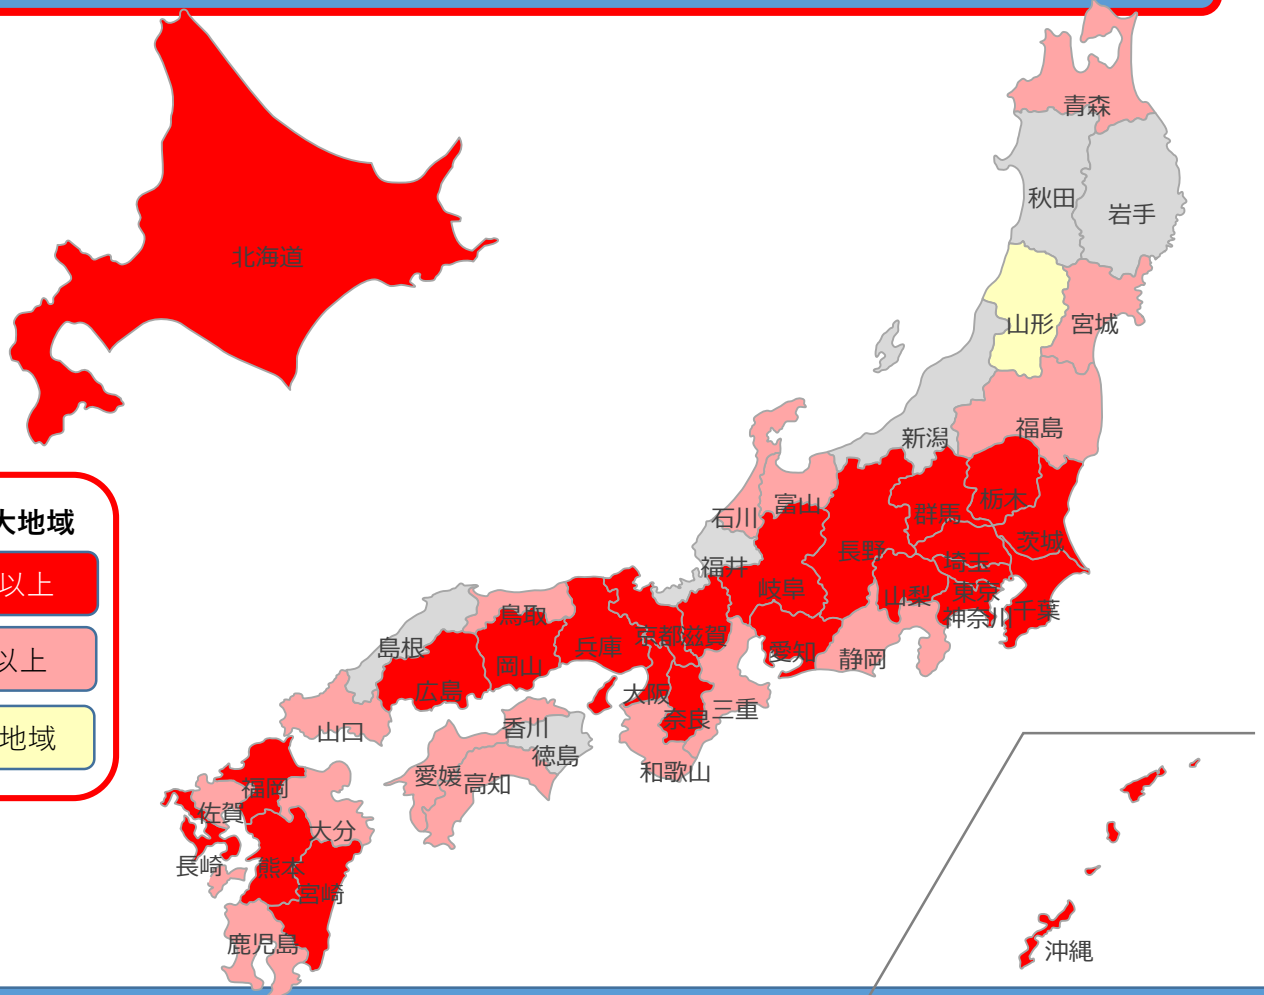 青森
秋田
岩手
北海道
山形
宮城
福島
新潟
栃木
富山
群馬
石川
大地域
茨城
長野
福井
埼玉
以上
岐阜
東京
山梨
千葉
鳥取
神奈川
京都
滋賀
兵庫
島根
愛知
静岡
以上
岡山
広島
大阪
三重
奈良
香川
山口
地域
徳島
和歌山
愛媛
高知
福岡
佐賀
大分
長崎
熊本
宮崎
鹿児島
沖縄